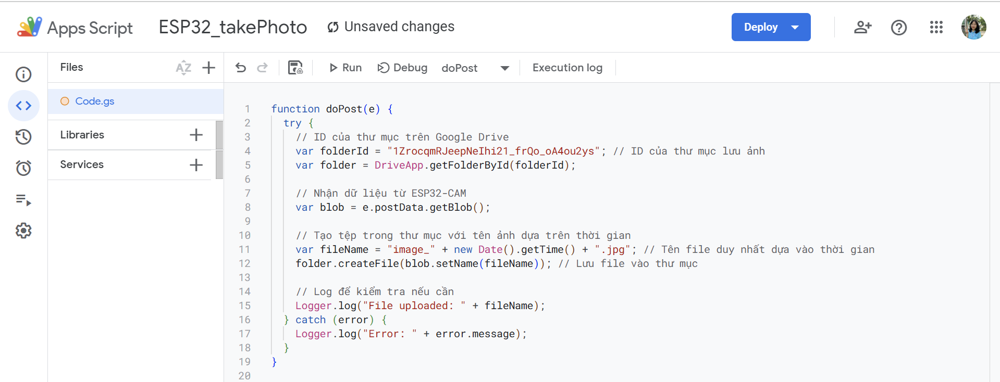 Apps Script ESP32_takePhoto Unsaved changes Deploy
Files AZ Run Debug doPost Execution log
Code.gs
Libraries
Services
1 function doPost(e) {
2 try {
3 // ID của thư mục trên Google Drive
4 var folderId = "1ZrocqmRJeepNeIhi21_frQo_oA4ou2ys"; // ID của thư mục lưu ảnh
5 var folder = DriveApp.getFolderById(folderId);
6
7 // Nhận dữ liệu từ ESP32-CAM
8 var blob = e.postData.getBlob();
9
10 // Tạo tệp trong thư mục với tên ảnh dựa trên thời gian
11 var fileName = "image_" + new Date().getTime() + ".jpg"; // Tên file duy nhất dựa vào thời gian
12 folder.createFile(blob.setName(fileName)); // Lưu file vào thư mục
13
14 // Log để kiểm tra nếu cần
15 Logger.log("File uploaded: " + fileName);
16 } catch (error) {
17 Logger.log("Error: " + error.message);
18 }
19 }
20